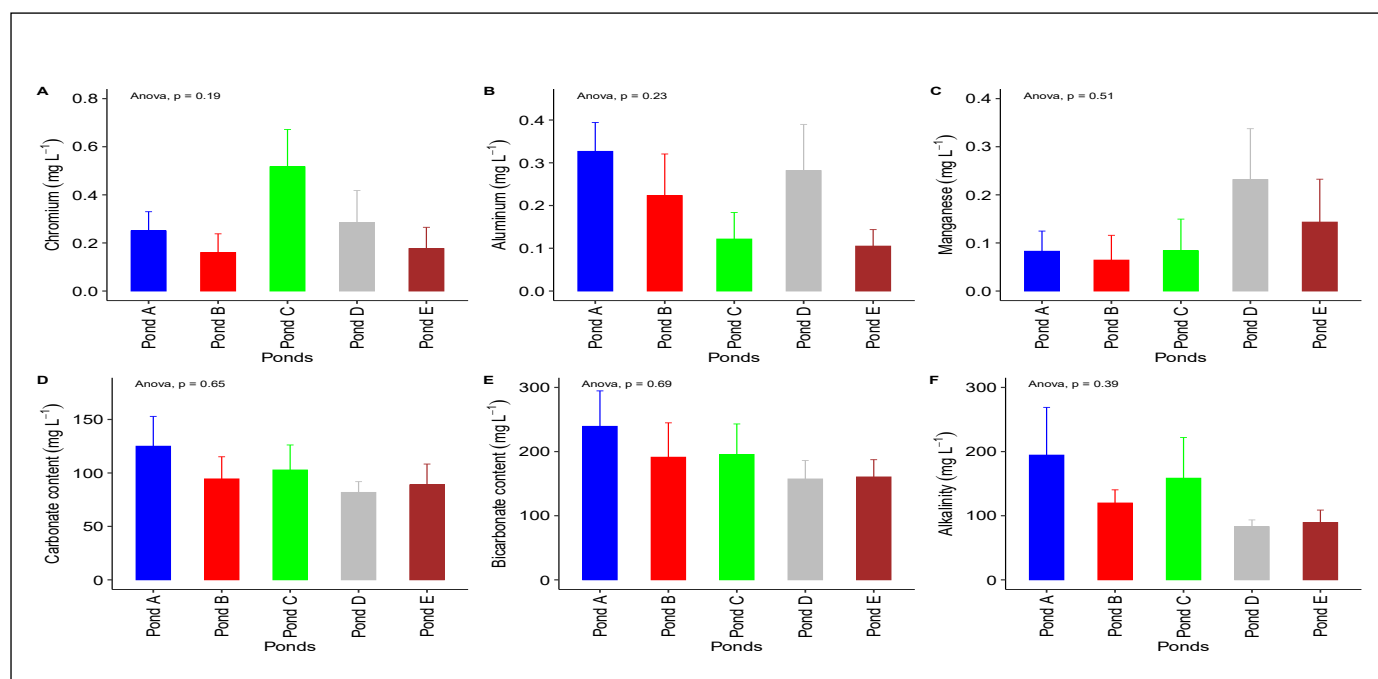 A
Anova, p = 0.19
Chromium (mg L⁻¹)
0.8
0.6
0.4
0.2
0.0
Pond A
Pond B
Pond C
Pond D
Pond E
Ponds
B
Anova, p = 0.23
Aluminum (mg L⁻¹)
0.4
0.3
0.2
0.1
0.0
Pond A
Pond B
Pond C
Pond D
Pond E
C
Anova, p = 0.51
Manganese (mg L⁻¹)
0.4
0.3
0.2
0.1
0.0
Pond A
Pond B
Pond C
Pond D
Pond E
Ponds
D
Anova, p = 0.65
Carbonate content (mg L⁻¹)
150
100
50
0
Pond A
Pond B
Pond C
Pond D
Pond E
Ponds
E
Anova, p = 0.69
Bicarbonate content (mg L⁻¹)
300
200
100
0
Pond A
Pond B
Pond C
Pond D
Pond E
Ponds
F
Anova, p = 0.39
Alkalinity (mg L⁻¹)
300
200
100
0
Pond A
Pond B
Pond C
Pond D
Pond E
Ponds